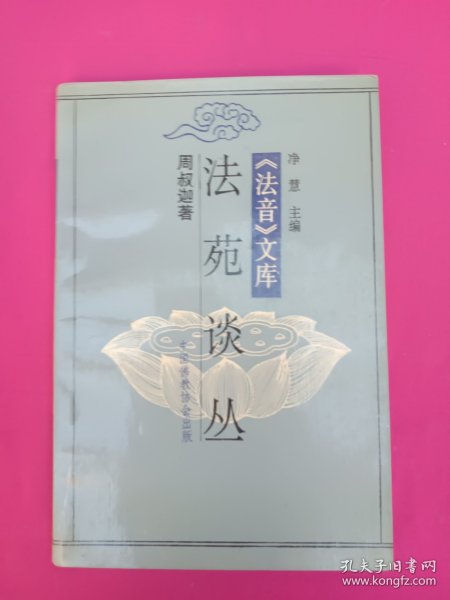 净慧 主编
《法音》文库
法苑谈丛
周叔迦著
中国佛教协会出版
孔夫子旧书网
www.kongfz.com